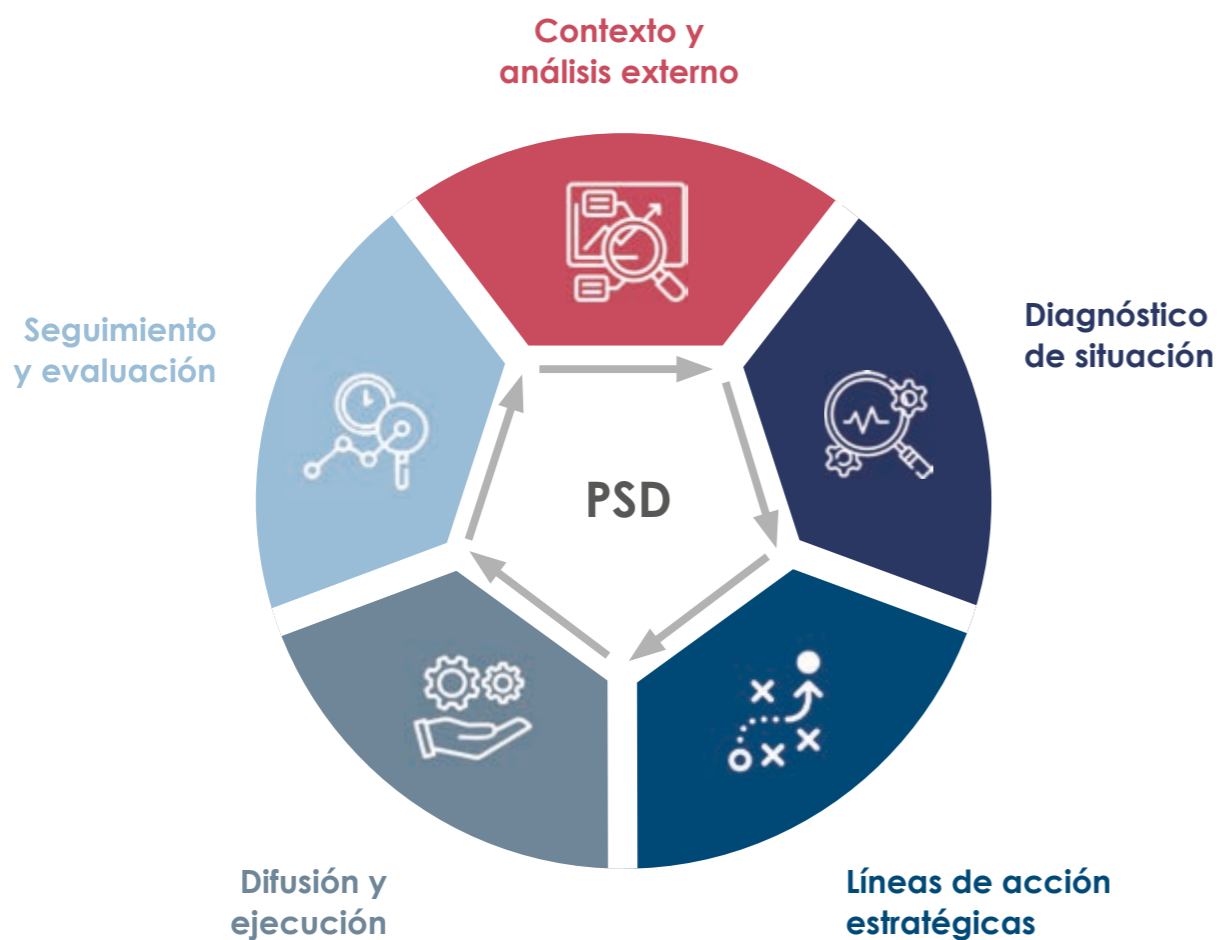 Contexto y
análisis externo
Diagnóstico
de situación
Seguimiento
y evaluación
PSD
Líneas de acción
estratégicas
Difusión y
ejecución